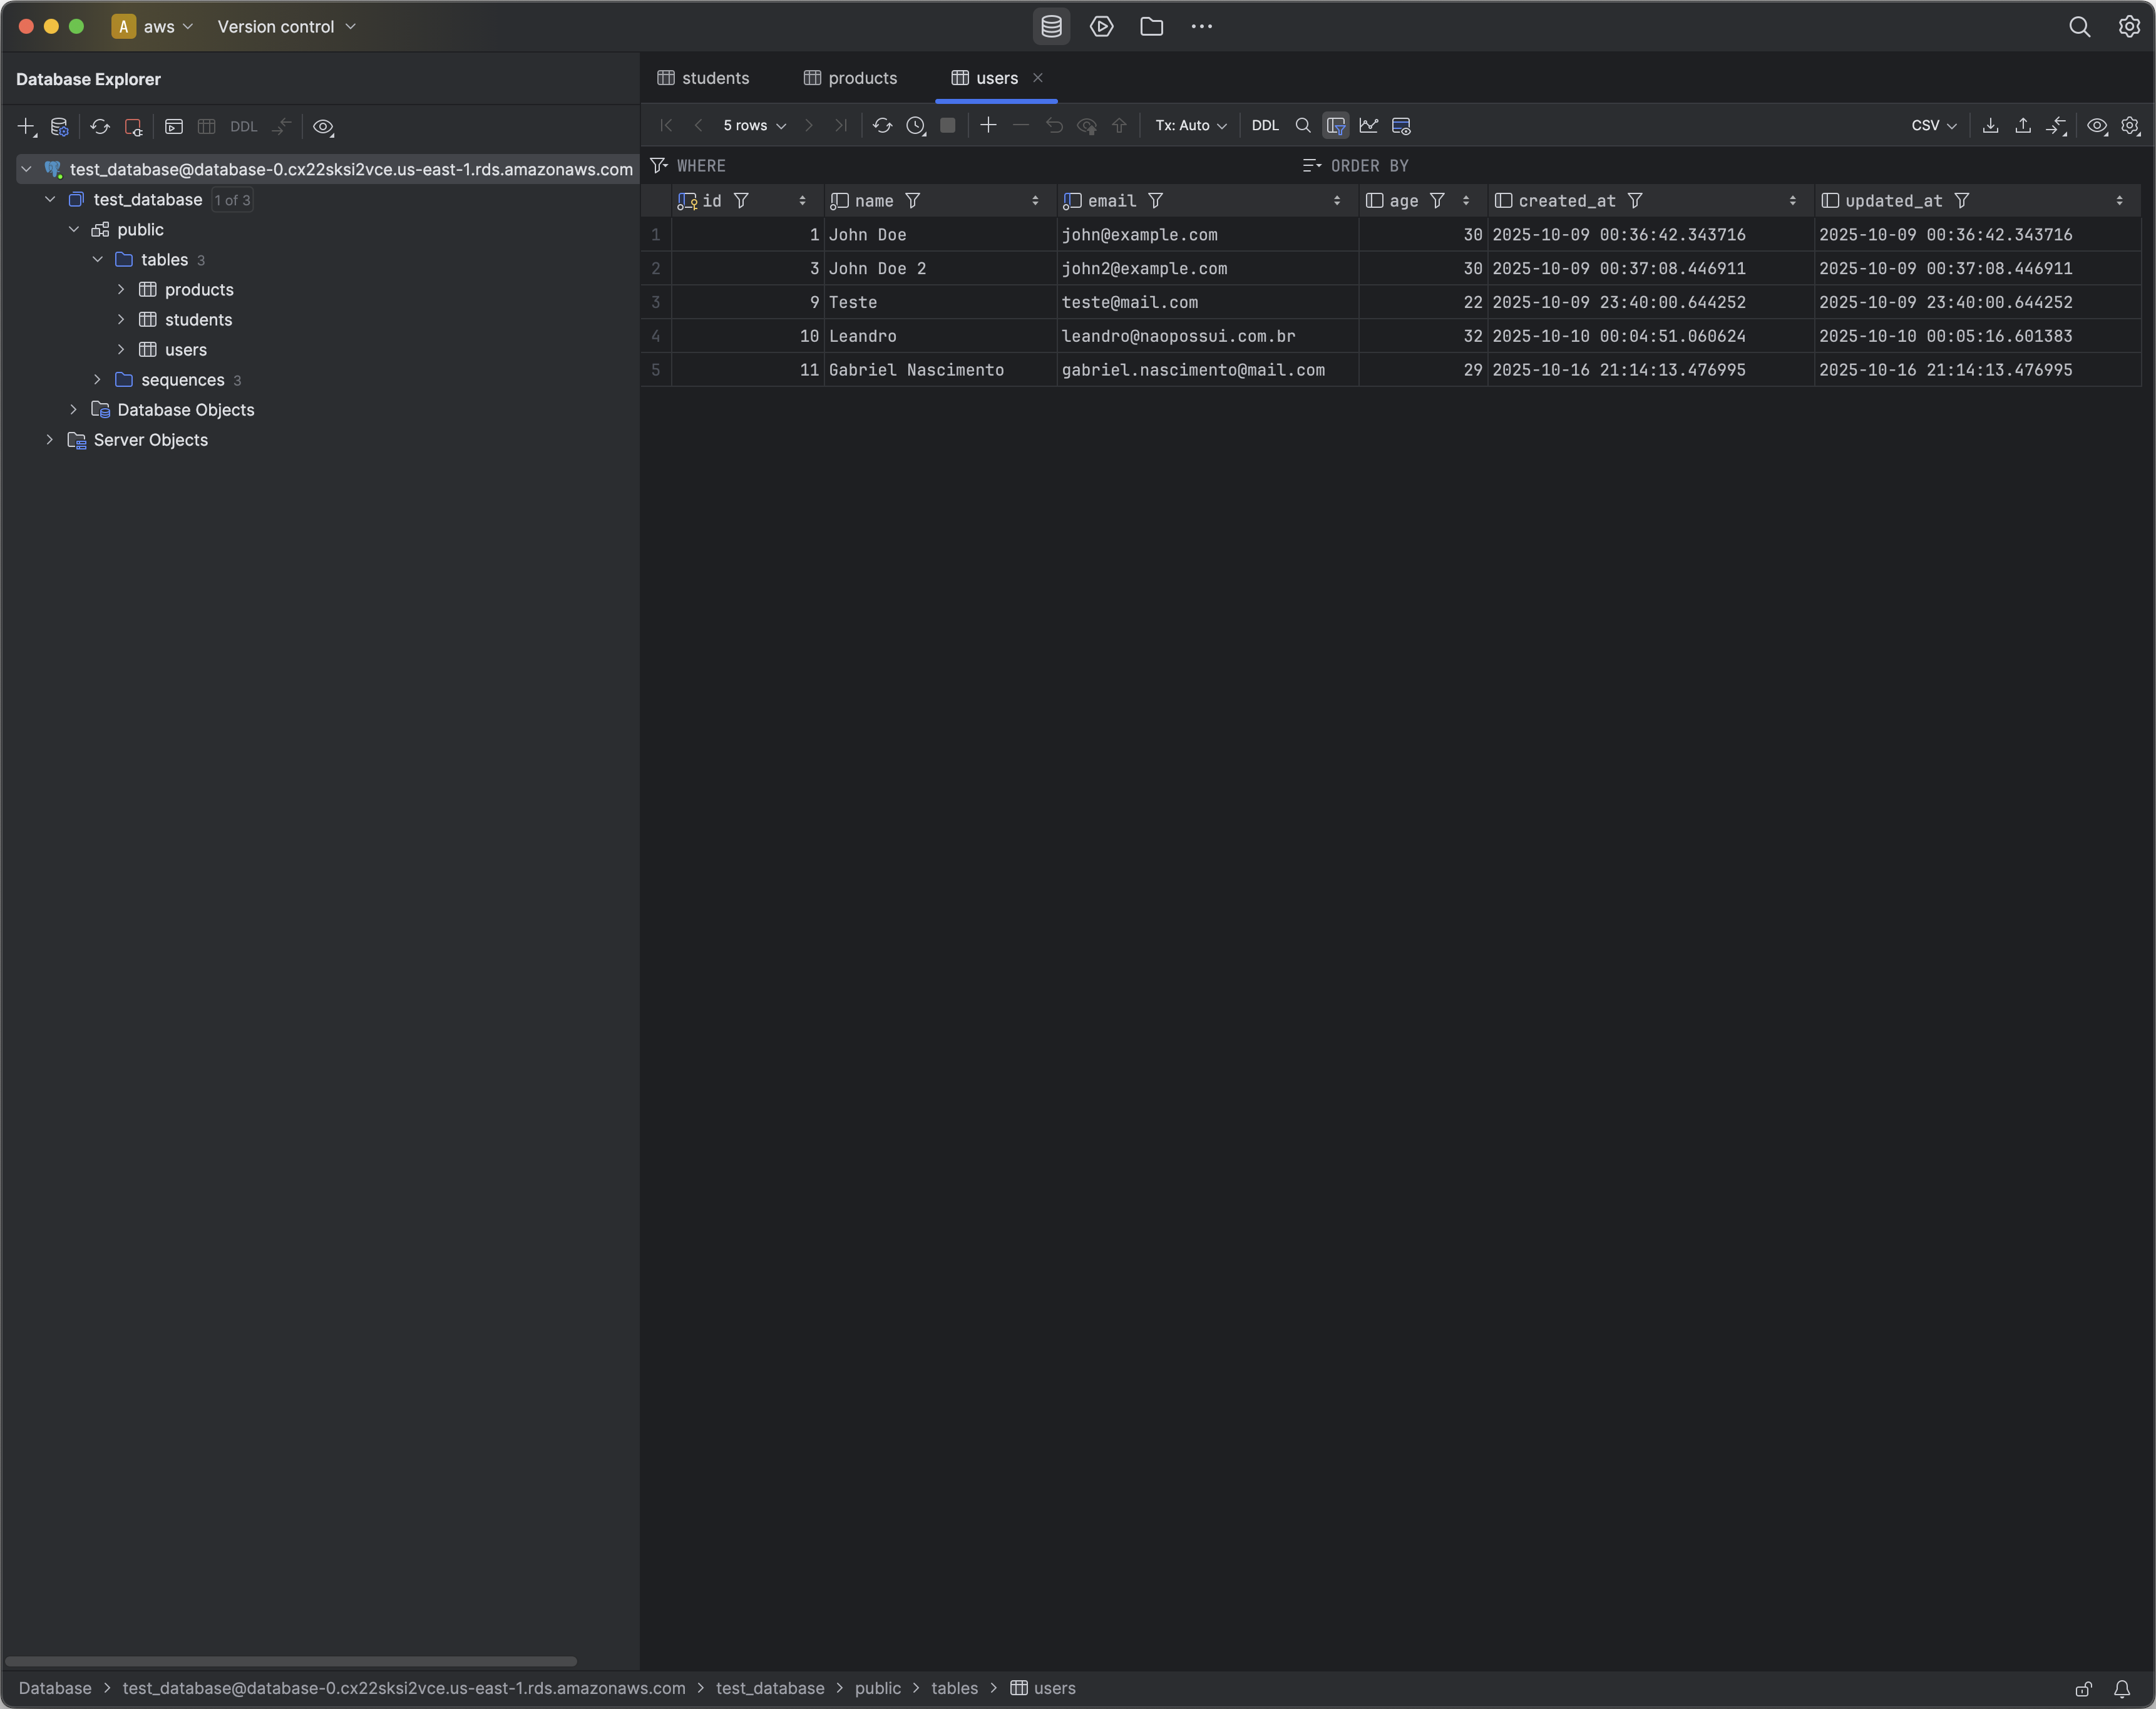 A aws Version control
Database Explorer
DDL
test_database@database-0.cx22sksi2vce.us-east-1.rds.amazonaws.com
test_database 1 of 3
public
tables 3
products
students
users
sequences 3
Database Objects
Server Objects
students products users
5 rows Tx: Auto DDL CSV
WHERE ORDER BY
id name email age created_at updated_at
1 1 John Doe john@example.com 30 2025-10-09 00:36:42.343716 2025-10-09 00:36:42.343716
2 3 John Doe 2 john2@example.com 30 2025-10-09 00:37:08.446911 2025-10-09 00:37:08.446911
3 9 Teste teste@mail.com 22 2025-10-09 23:40:00.644252 2025-10-09 23:40:00.644252
4 10 Leandro leandro@naopossui.com.br 32 2025-10-10 00:04:51.060624 2025-10-10 00:05:16.601383
5 11 Gabriel Nascimento gabriel.nascimento@mail.com 29 2025-10-16 21:14:13.476995 2025-10-16 21:14:13.476995
Database > test_database@database-0.cx22sksi2vce.us-east-1.rds.amazonaws.com > test_database > public > tables > users